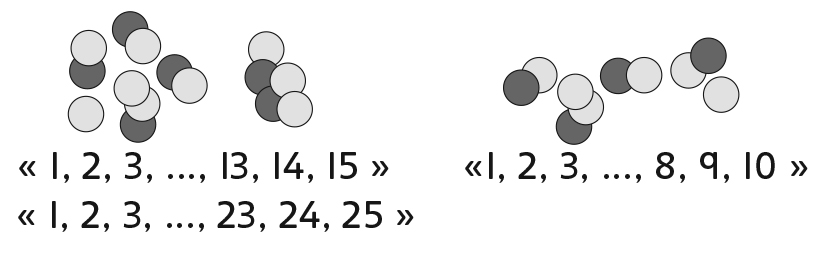 « 1, 2, 3, ..., 13, 14, 15 »
«1, 2, 3, ..., 8, 9, 10 »
« 1, 2, 3, ..., 23, 24, 25 »